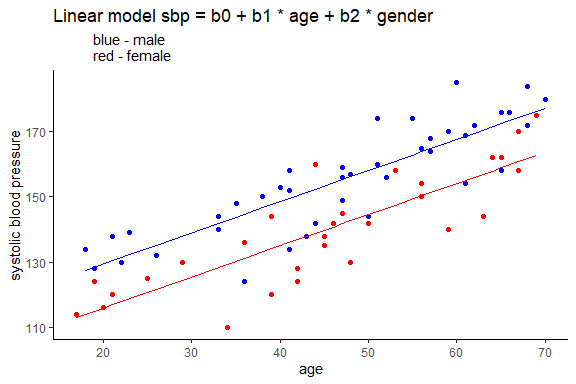 Linear model sbp = b0 + b1 * age + b2 * gender
blue - male
red - female
systolic blood pressure
170
150
130
110
20
30
40
50
60
70
age